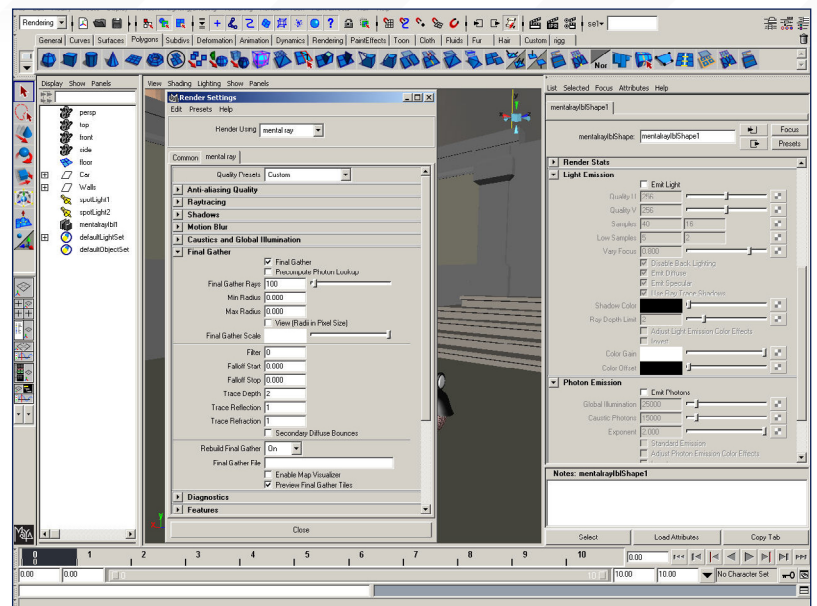 Rendering
sel
General Curves Surfaces Polygons Subdivs Deformation Animation Dynamics Rendering PaintEffects Toon Cloth Fluids Fur Hair Custom rigg
Nor
Display Show Panels
persp
top
front
side
floor
Car
Walls
spotLight1
spotLight2
mentalrayIbl1
defaultLightSet
defaultObjectSet
MAYA
View Shading Lighting Show Panels
Render Settings
Edit Presets Help
Render Using mental ray
Common mental ray
Quality Presets Custom
Anti-aliasing Quality
Raytracing
Shadows
Motion Blur
Caustics and Global Illumination
Final Gather
Final Gather
Precompute Photon Lookup
Final Gather Rays 100
Min Radius 0.000
Max Radius 0.000
View (Radii in Pixel Size)
Final Gather Scale
Filter 0
Falloff Start 0.000
Falloff Stop 0.000
Trace Depth 2
Trace Reflection 1
Trace Refraction 1
Secondary Diffuse Bounces
Rebuild Final Gather On
Final Gather File
Enable Map Visualizer
Preview Final Gather Tiles
Diagnostics
Features
Close
List Selected Focus Attributes Help
mentalrayIblShape1
mentalrayIblShape: mentalrayIblShape1
Focus
Presets
Render Stats
Light Emission
Emit Light
Quality U 256
Quality V 256
Samples 40 16
Low Samples 5 2
Vary Focus 0.000
Disable Back Lighting
Emit Diffuse
Emit Specular
Use Ray Trace Shadows
Shadow Color
Ray Depth Limit 2
Adjust Light Emission Color Effects
Invert
Color Gain
Color Offset
Photon Emission
Emit Photons
Global Illumination 25000
Caustic Photons 15000
Exponent 2.000
Standard Emission
Adjust Photon Emission Color Effects
Notes: mentalrayIblShape1
Select Load Attributes Copy Tab
0 1 2 3 4 5 6 7 8 9 10 0.00
0.00 0.00 10.00 10.00 No Character Set